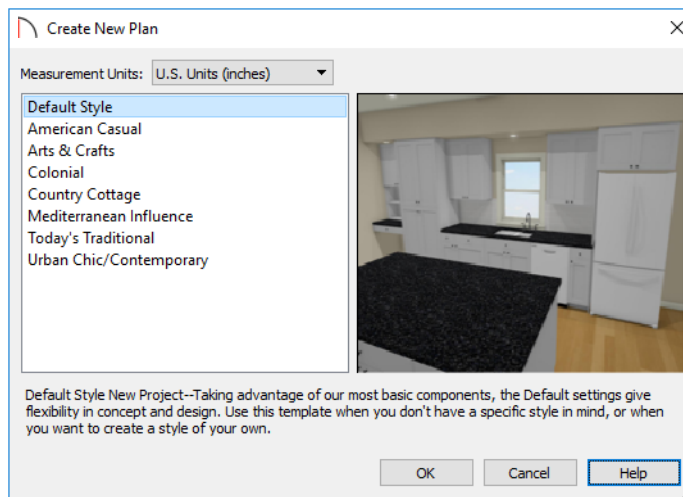 Create New Plan
Measurement Units: U.S. Units (inches)
Default Style
American Casual
Arts & Crafts
Colonial
Country Cottage
Mediterranean Influence
Today's Traditional
Urban Chic/Contemporary
Default Style New Project--Taking advantage of our most basic components, the Default settings give
flexibility in concept and design. Use this template when you don't have a specific style in mind, or when
you want to create a style of your own.
OK Cancel Help